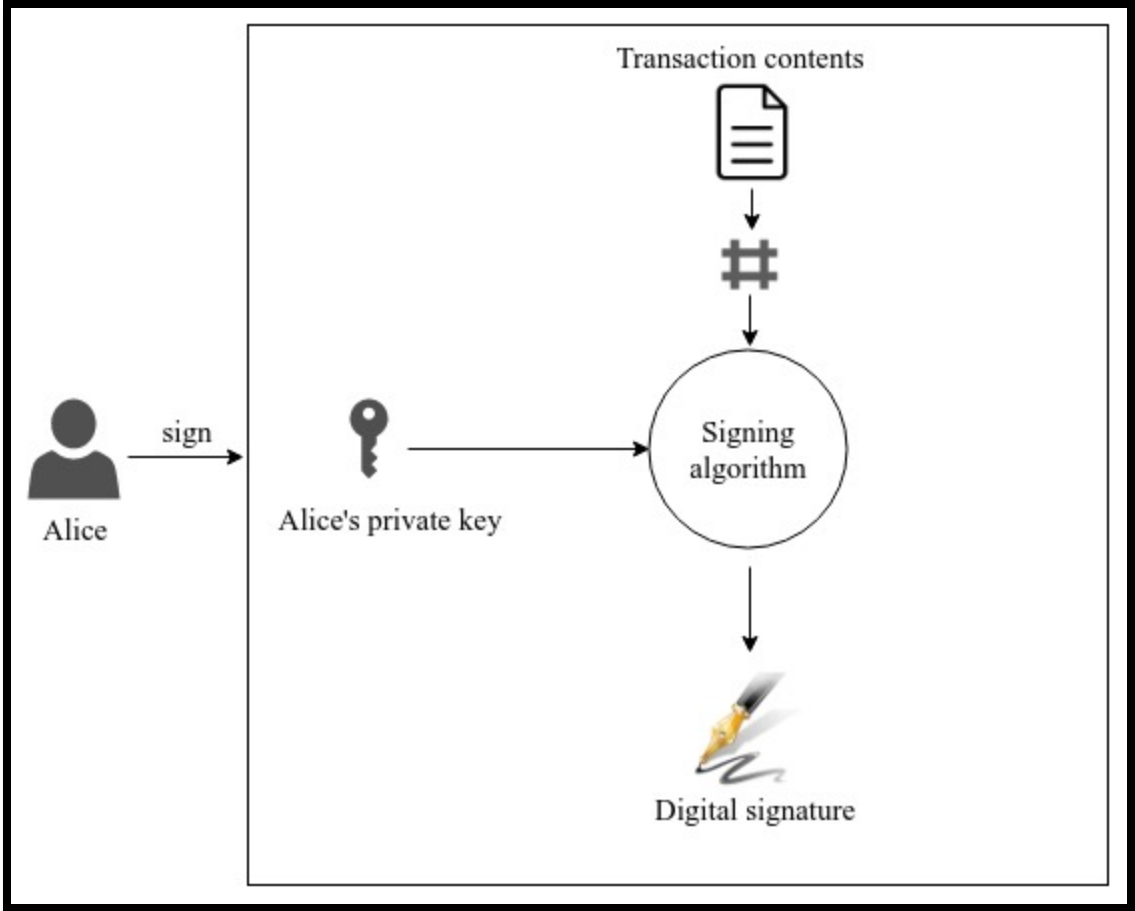 Transaction contents
sign
Signing
algorithm
Alice
Alice's private key
Digital signature